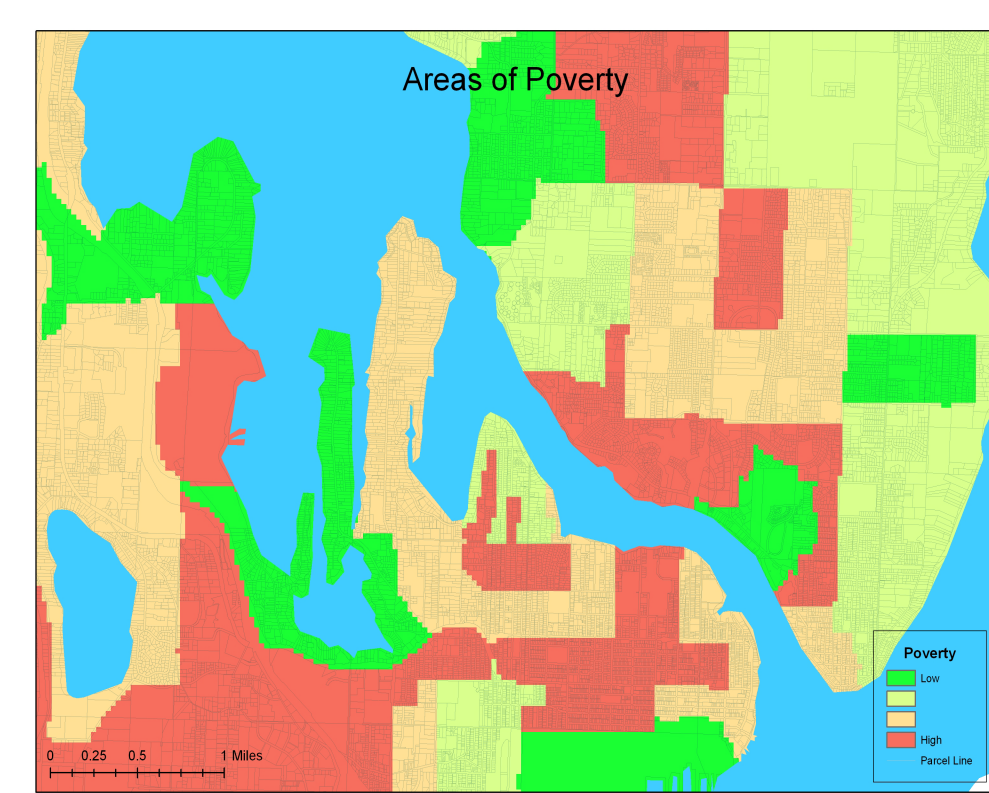 Areas of Poverty
Poverty
Low
High
Parcel Line
0 0.25 0.5 1 Miles